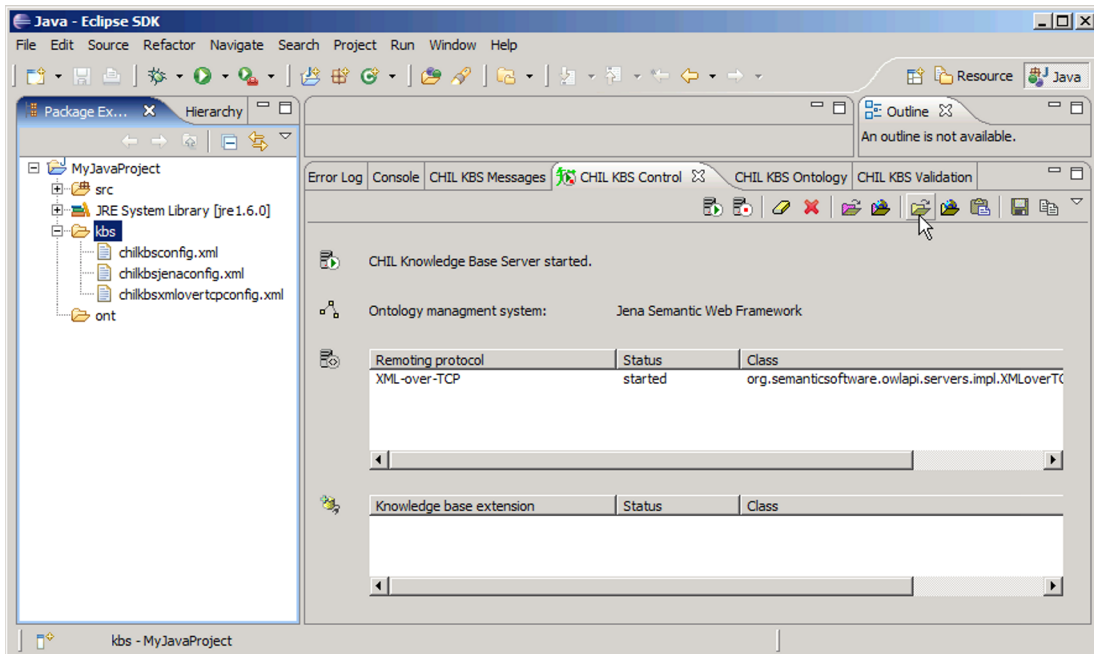 Java - Eclipse SDK
File Edit Source Refactor Navigate Search Project Run Window Help
Resource Java
Package Ex... Hierarchy
Outline
An outline is not available.
MyJavaProject
src
JRE System Library [jre1.6.0]
kbs
chilkbsconfig.xml
chilkbsjenaconfig.xml
chilkbsxmlovertcpconfig.xml
ont
Error Log Console CHIL KBS Messages CHIL KBS Control CHIL KBS Ontology CHIL KBS Validation
CHIL Knowledge Base Server started.
Ontology managment system: Jena Semantic Web Framework
Remoting protocol Status Class
XML-over-TCP started org.semanticsoftware.owlapi.servers.impl.XMLoverTC
Knowledge base extension Status Class
kbs - MyJavaProject